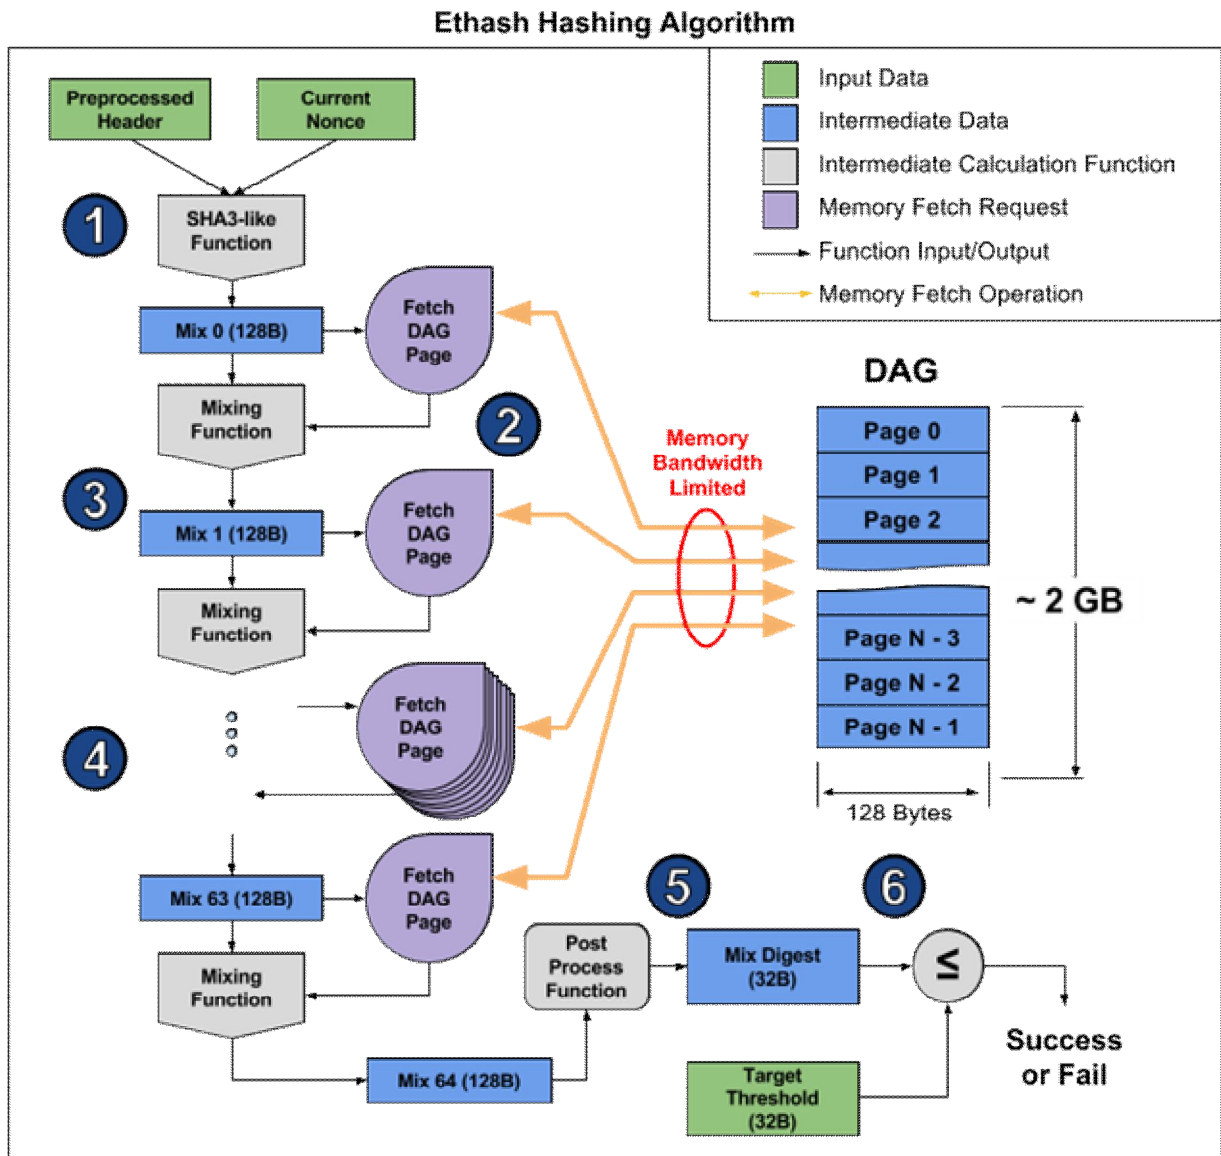 Ethash Hashing Algorithm
Preprocessed
Header
Current
Nonce
Input Data
Intermediate Data
Intermediate Calculation Function
Memory Fetch Request
Function Input/Output
Memory Fetch Operation
1
SHA3-like
Function
Mix 0 (128B)
Fetch
DAG
Page
Mixing
Function
2
3
Mix 1 (128B)
Fetch
DAG
Page
Mixing
Function
Memory
Bandwidth
Limited
DAG
Page 0
Page 1
Page 2
Page N - 3
Page N - 2
Page N - 1
~ 2 GB
128 Bytes
4
Fetch
DAG
Page
Mix 63 (128B)
Fetch
DAG
Page
Mixing
Function
Mix 64 (128B)
Post
Process
Function
5
Mix Digest
(32B)
6
≤
Target
Threshold
(32B)
Success
or Fail